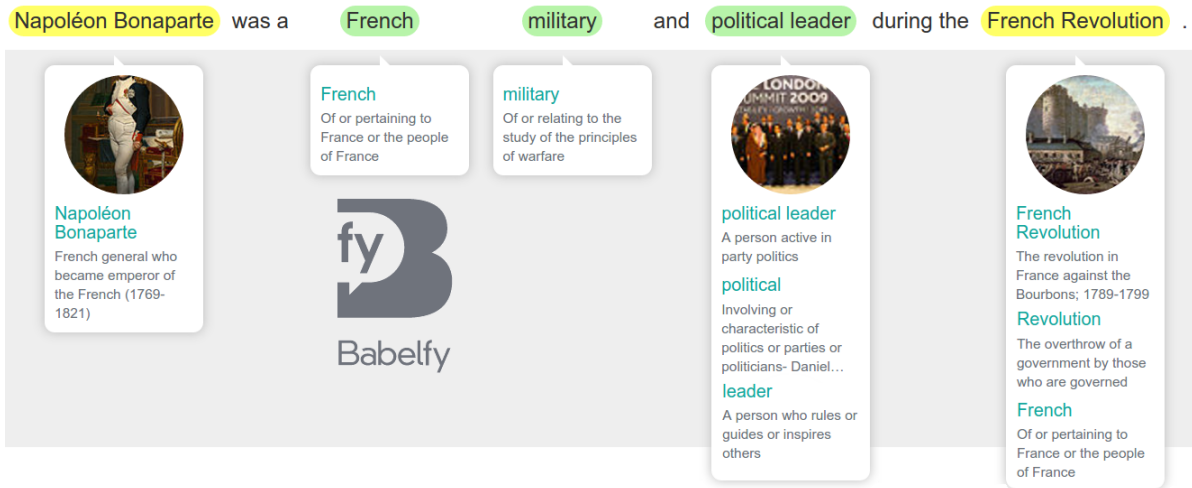 Napoléon Bonaparte was a French military and political leader during the French Revolution .
Napoléon
Bonaparte
French general who
became emperor of
the French (1769-
1821)
French
Of or pertaining to
France or the people
of France
military
Of or relating to the
study of the principles
of warfare
fy
B
Babelfy
LONDON
SUMMIT 2009
political leader
A person active in
party politics
political
Involving or
characteristic of
politics or parties or
politicians- Daniel…
leader
A person who rules or
guides or inspires
others
French
Revolution
The revolution in
France against the
Bourbons; 1789-1799
Revolution
The overthrow of a
government by those
who are governed
French
Of or pertaining to
France or the people
of France